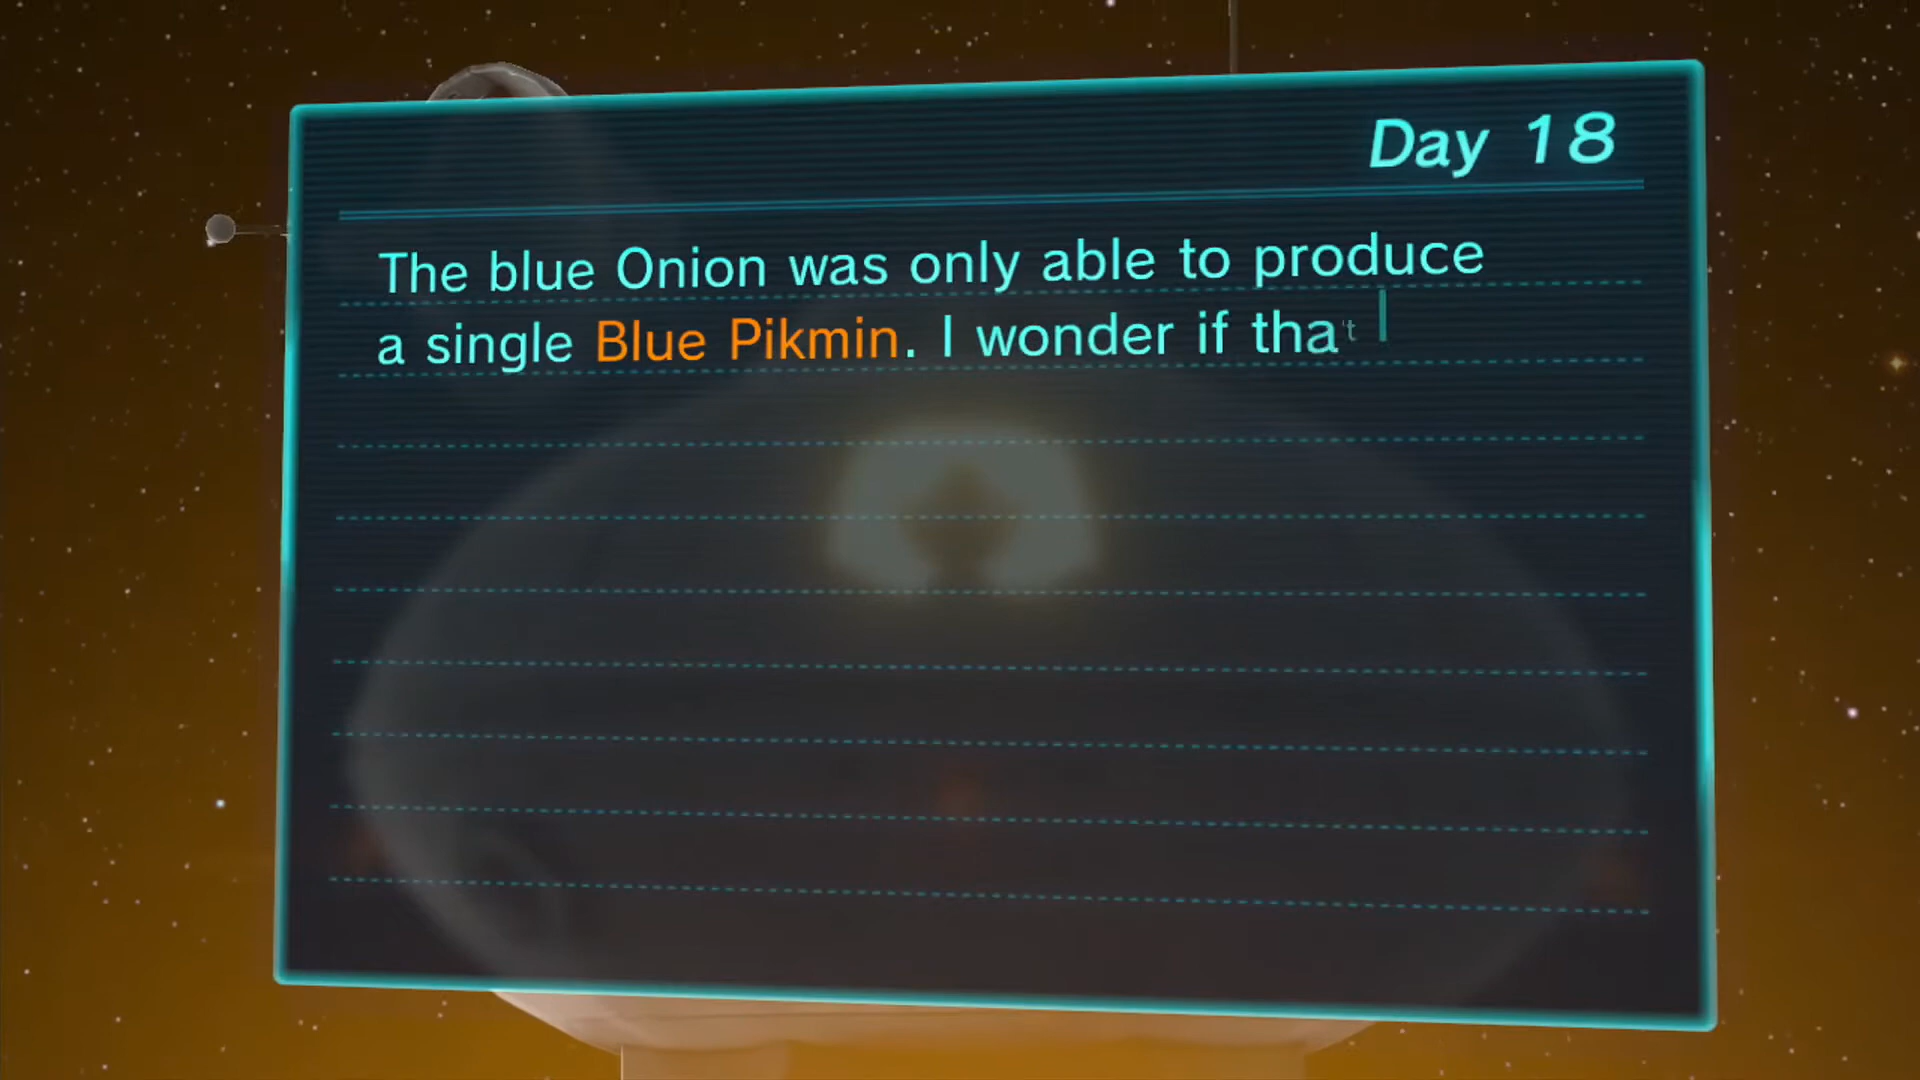 Day 18
The blue Onion was only able to produce
a single Blue Pikmin. I wonder if that